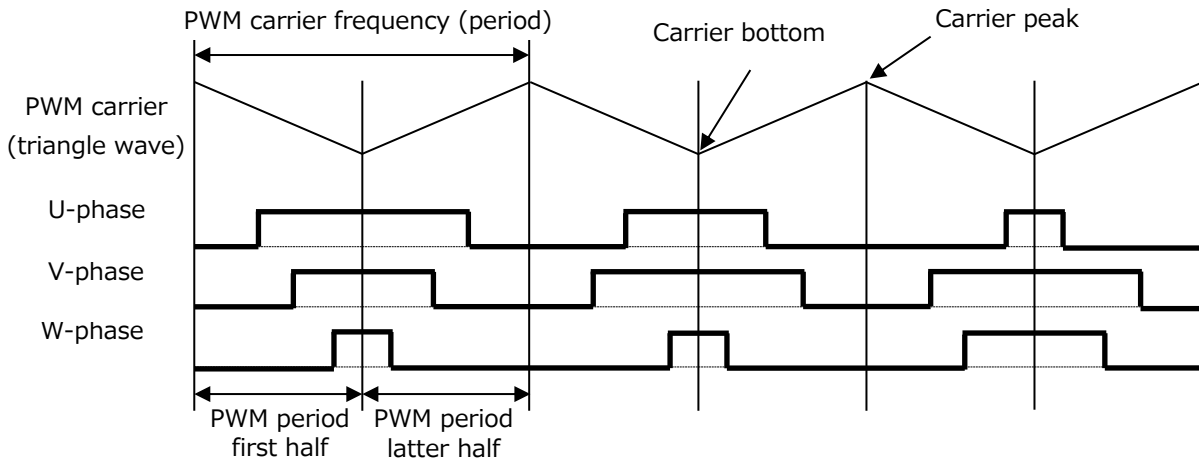 PWM carrier frequency (period)
Carrier bottom
Carrier peak
PWM carrier
(triangle wave)
U-phase
V-phase
W-phase
PWM period
first half
PWM period
latter half